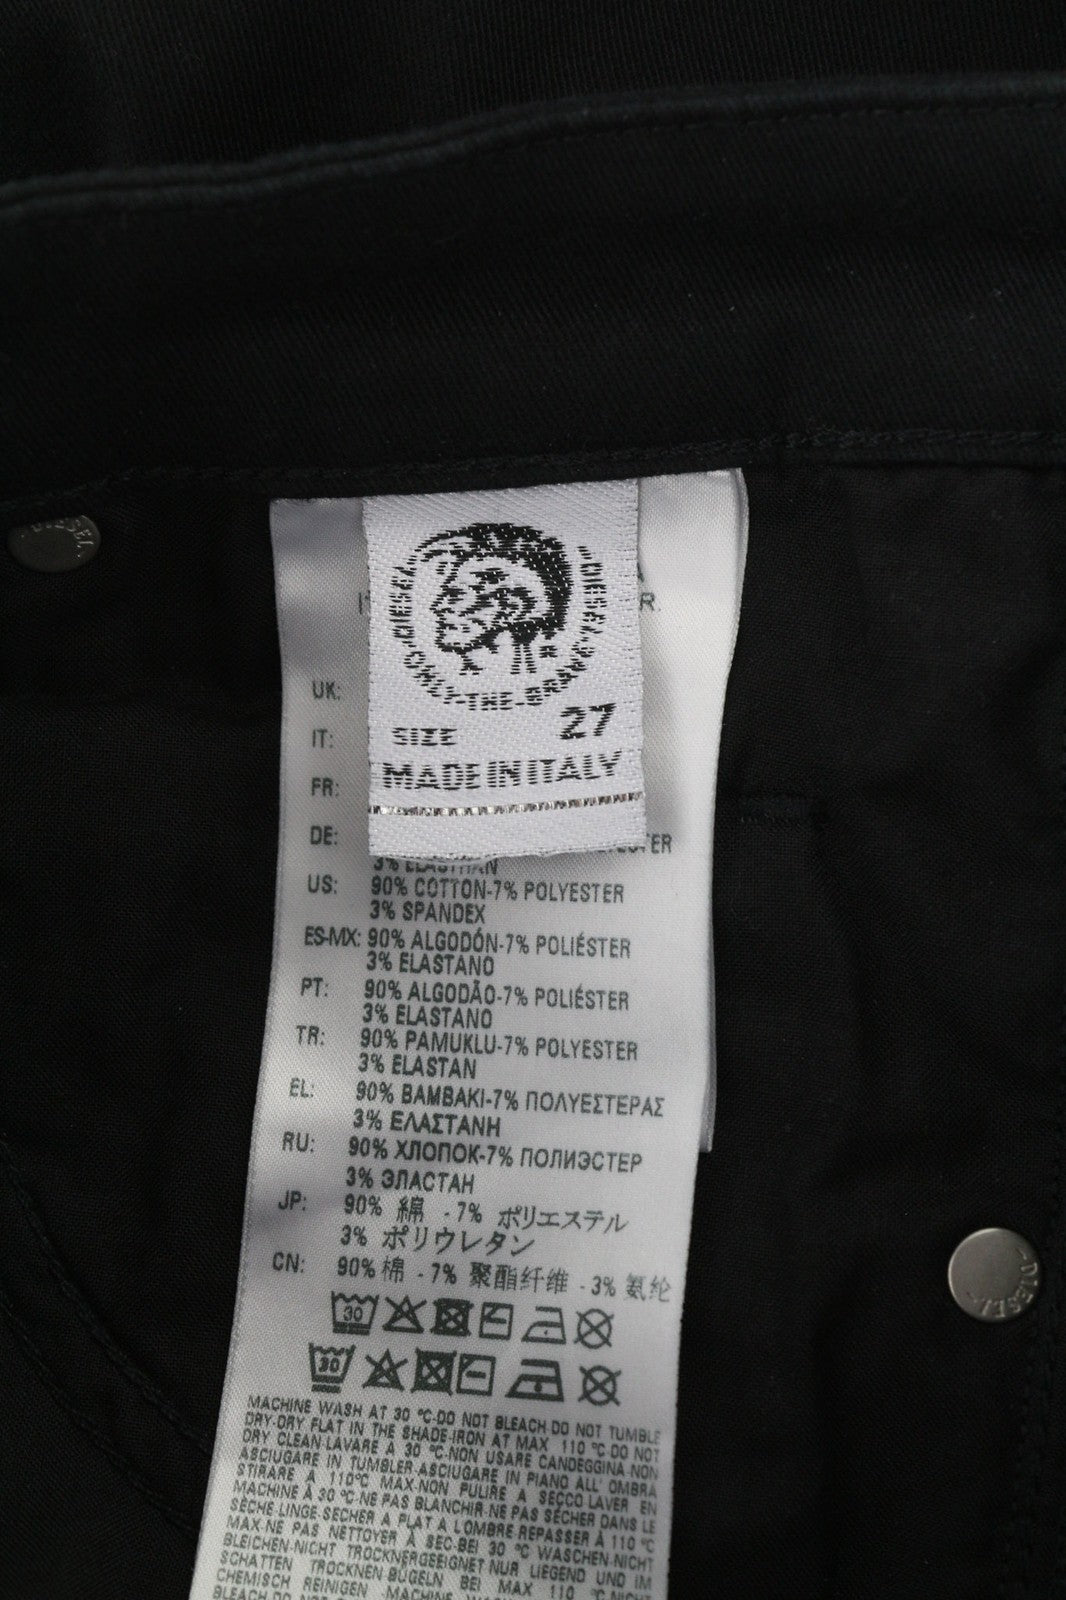 DIESEL
DIESEL·ONLY-THE-BRAVE·DIESEL
R.
SIZE 27
MADE IN ITALY
UK:
IT:
FR:
DE:
3% ELASTHAN
US: 90% COTTON-7% POLYESTER
3% SPANDEX
ES-MX: 90% ALGODÓN-7% POLIÉSTER
3% ELASTANO
PT: 90% ALGODÃO-7% POLIÉSTER
3% ELASTANO
TR: 90% PAMUKLU-7% POLYESTER
3% ELASTAN
EL: 90% ΒΑΜΒΑΚΙ-7% ΠΟΛΥΕΣΤΕΡΑΣ
3% ΕΛΑΣΤΑΝΗ
RU: 90% ХЛОПОК-7% ПОЛИЭСТЕР
3% ЭЛАСТАН
JP: 90% 綿 -7% ポリエステル
3% ポリウレタン
CN: 90% 棉 - 7% 聚酯纤维 - 3% 氨纶
30
30
MACHINE WASH AT 30 °C-DO NOT BLEACH-DO NOT TUMBLE
DRY-DRY FLAT IN THE SHADE-IRON AT MAX 110 °C-DO NOT
DRY CLEAN-LAVARE A 30 °C-NON USARE CANDEGGINA-NON
ASCIUGARE IN TUMBLER-ASCIUGARE IN PIANO ALL' OMBRA
STIRARE A 110°C MAX-NON PULIRE A SECCO-LAVER EN
MACHINE À 30 °C-NE PAS BLANCHIR-NE PAS SÉCHER DANS LE
SÈCHE-LINGE-SÉCHER A PLAT A L'OMBRE-REPASSER À 110 °C
MAX-NE PAS NETTOYER À SEC-BEI 30 °C WASCHEN-NICHT
BLEICHEN-NICHT TROCKNERGEEIGNET-NUR LIEGEND UND IM
SCHATTEN TROCKNEN-BÜGELN BEI MAX 110 °C-NICHT
CHEMISCH REINIGEN -MACHINE
DIESEL